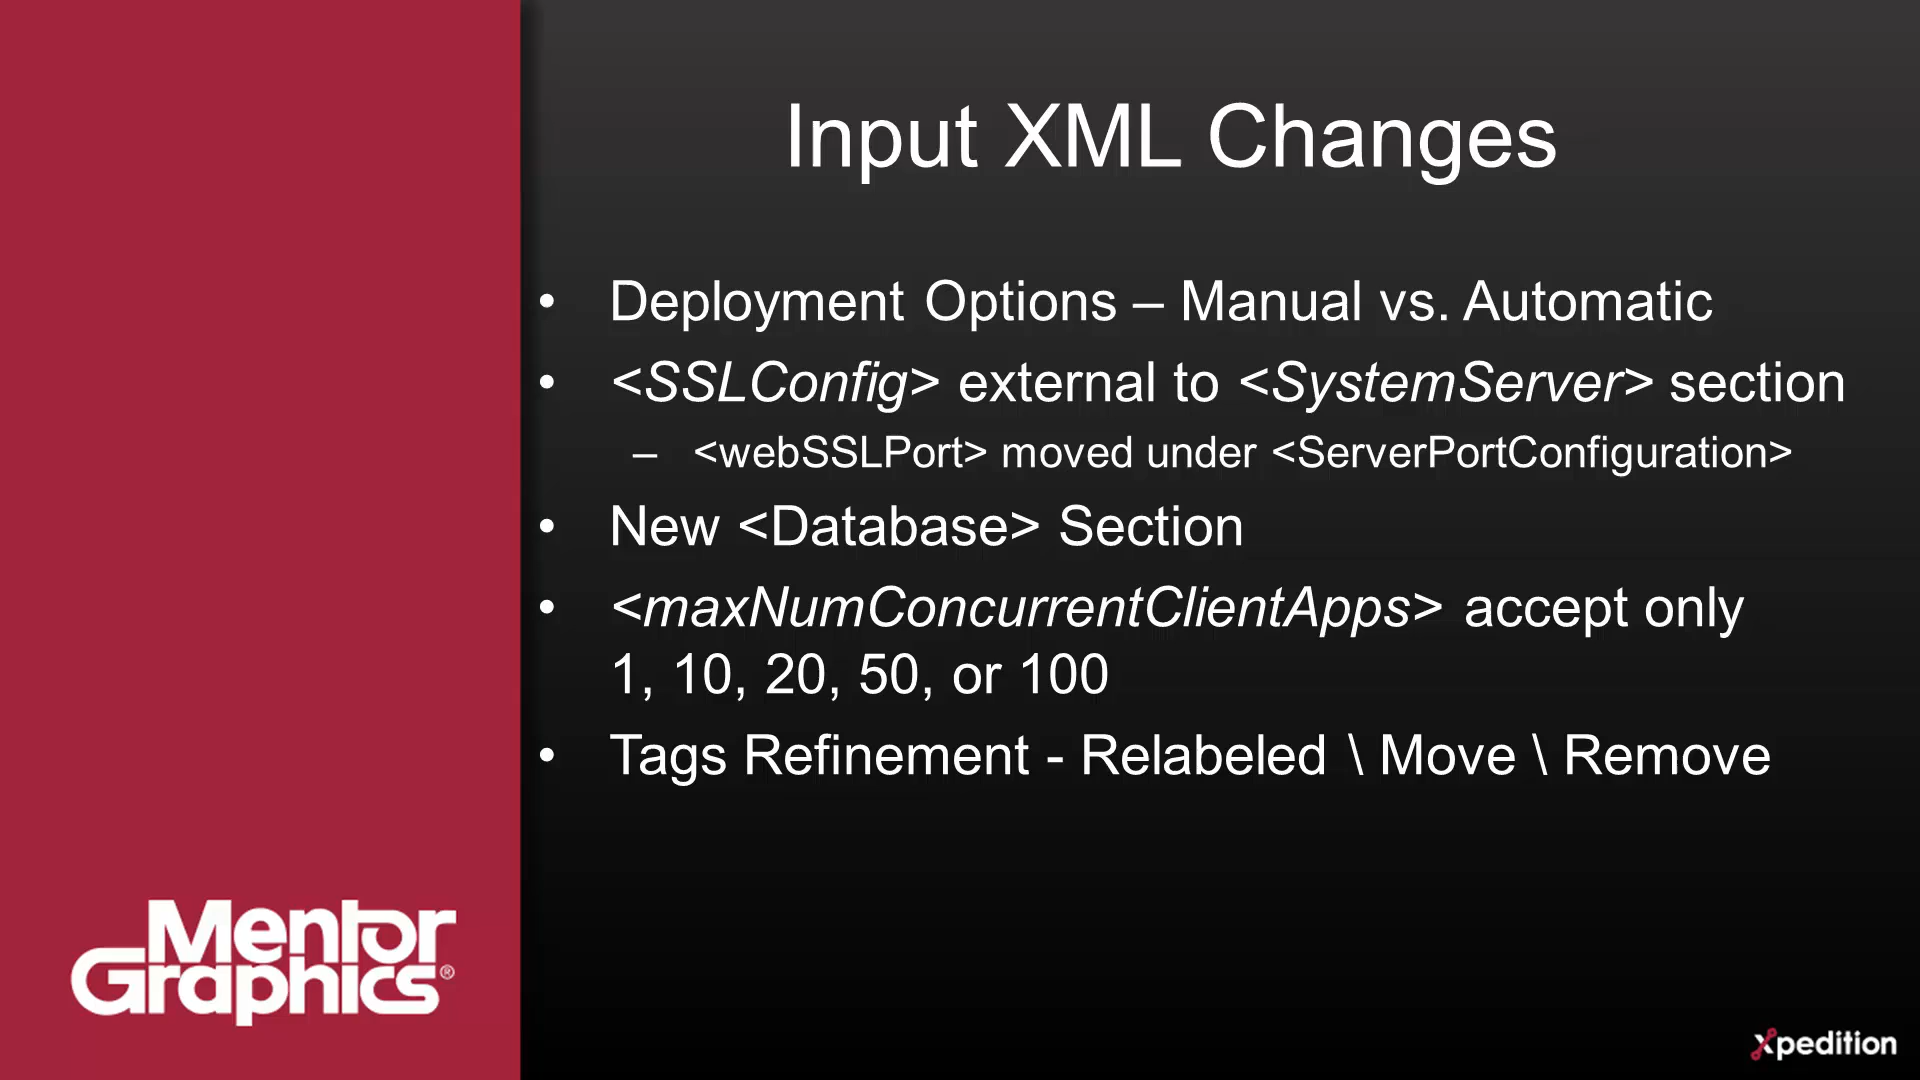 Input XML Changes
• Deployment Options – Manual vs. Automatic
• <SSLConfig> external to <SystemServer> section
– <webSSLPort> moved under <ServerPortConfiguration>
• New <Database> Section
• <maxNumConcurrentClientApps> accept only
1, 10, 20, 50, or 100
• Tags Refinement - Relabeled \ Move \ Remove
Mentor
Graphics®
Xpedition